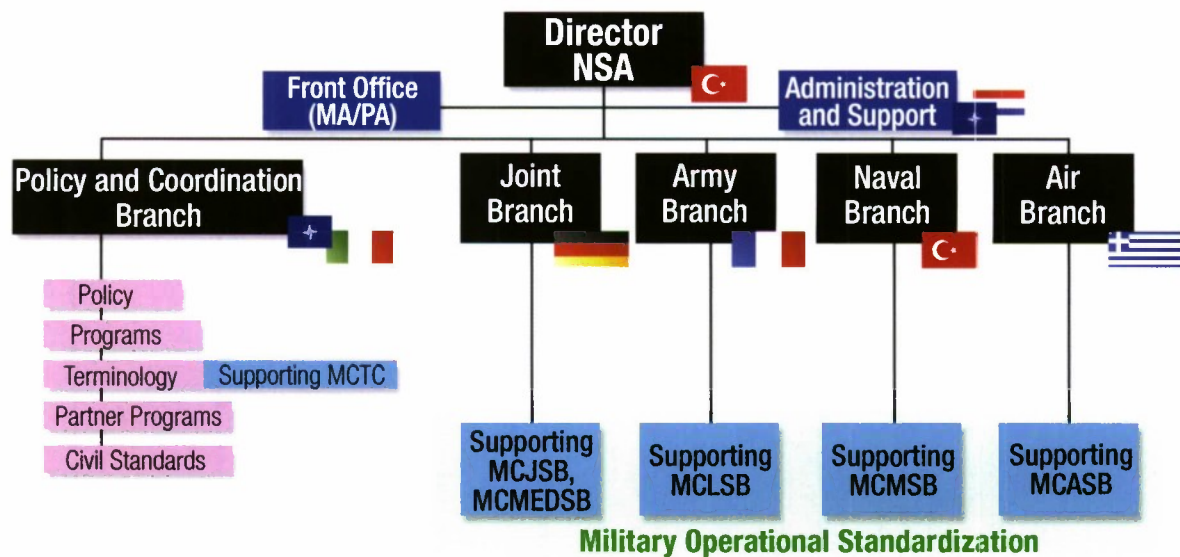 Director
NSA
Front Office
(MA/PA)
Administration
and Support
Policy and Coordination
Branch
Joint
Branch
Army
Branch
Naval
Branch
Air
Branch
Policy
Programs
Terminology
Supporting MCTC
Partner Programs
Civil Standards
Supporting
MCJSB,
MCMEDSB
Supporting
MCLSB
Supporting
MCMSB
Supporting
MCASB
Military Operational Standardization